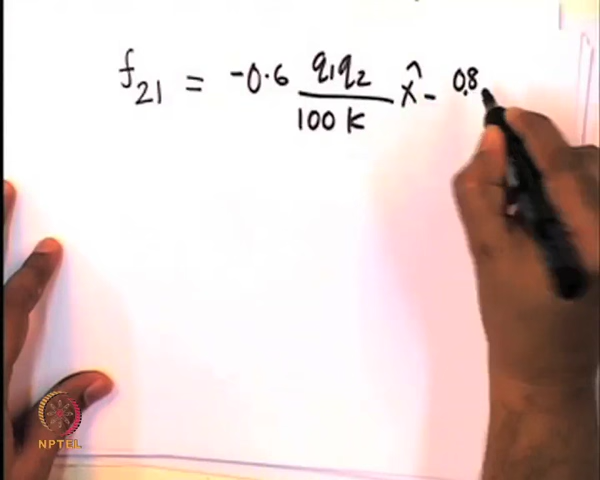 f₂₁ = -0.6 q₁q₂/100 K x̂ - 0.8
NPTEL